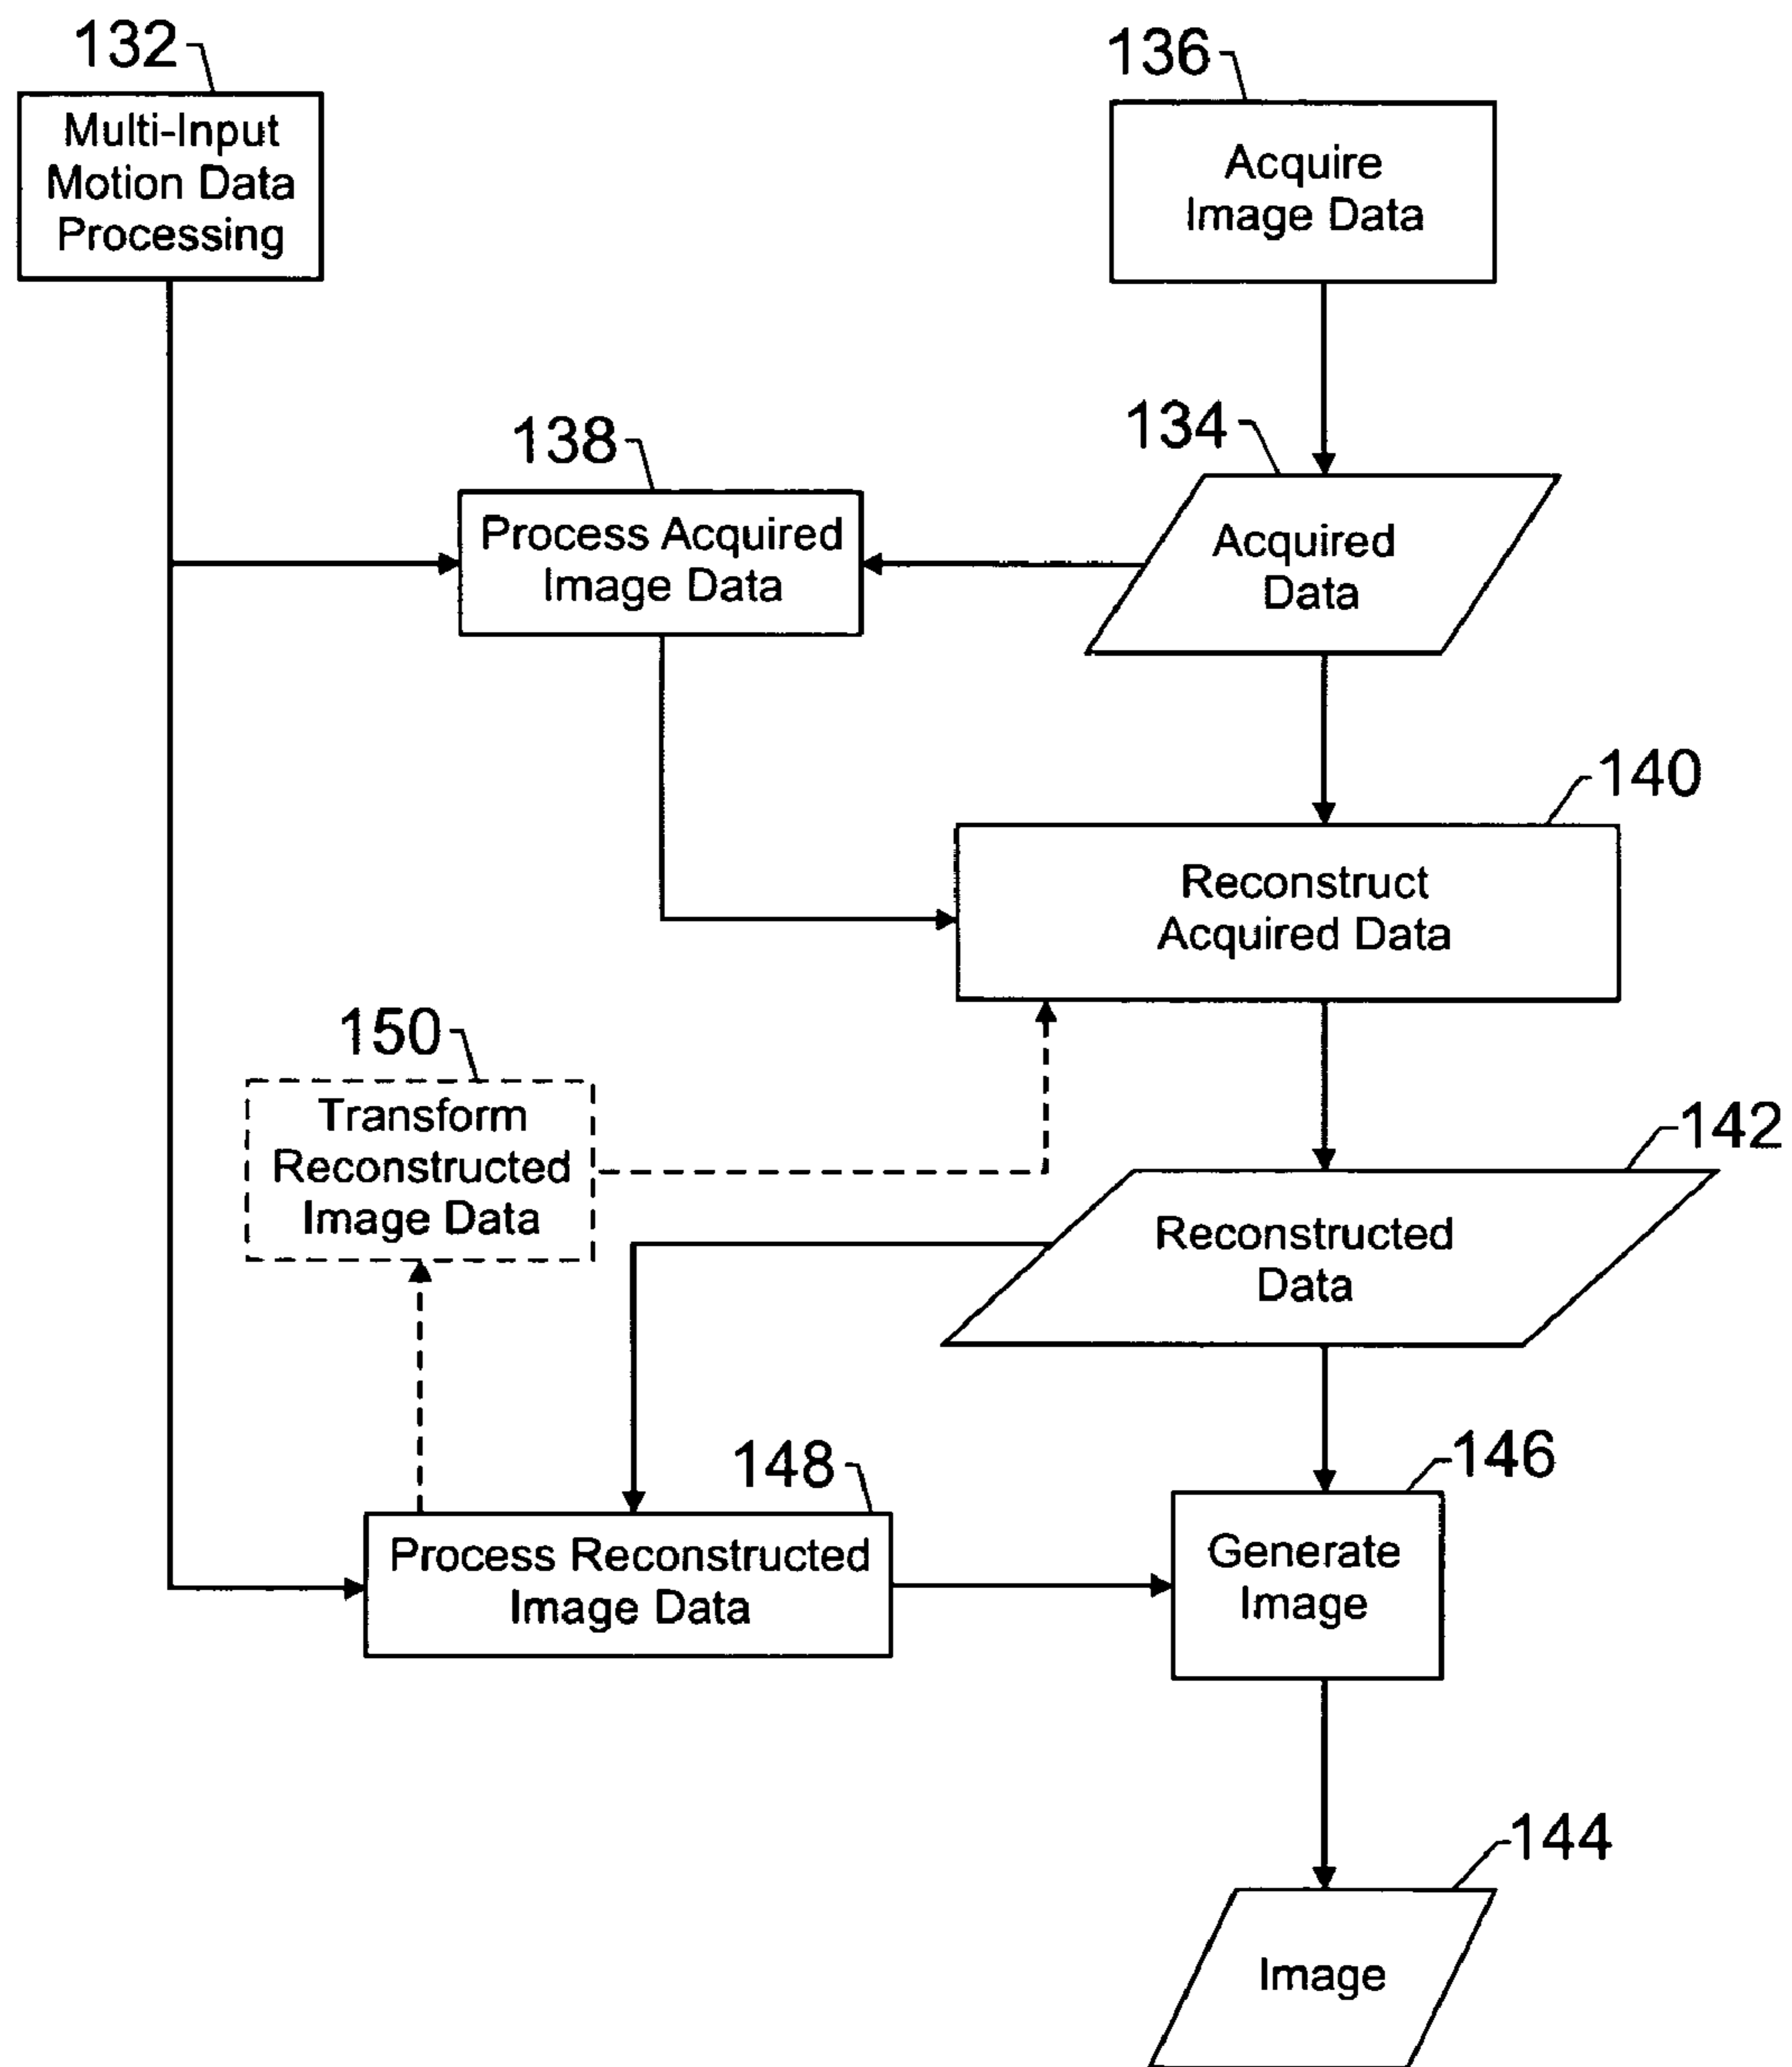 132
Multi-Input
Motion Data
Processing
136
Acquire
Image Data
134
Acquired
Data
138
Process Acquired
Image Data
140
Reconstruct
Acquired Data
150
Transform
Reconstructed
Image Data
142
Reconstructed
Data
148
Process Reconstructed
Image Data
146
Generate
Image
144
Image